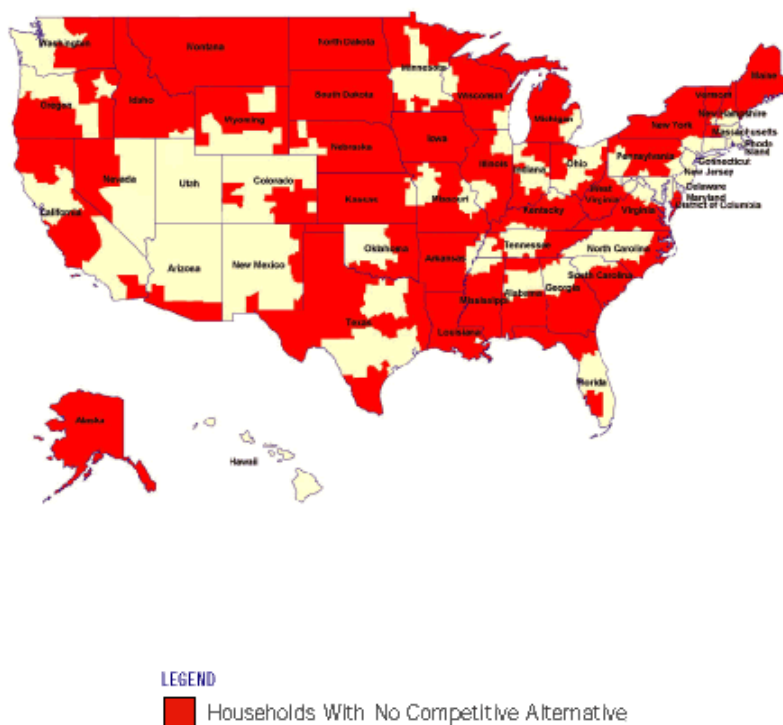 Washington
Montana
North Dakota
Minnesota
Maine
Oregon
Idaho
South Dakota
Wisconsin
Michigan
Vermont
New Hampshire
Wyoming
New York
Massachusetts
Rhode
Island
Nebraska
Iowa
Connecticut
Nevada
Utah
Colorado
Illinois
Indiana
Ohio
Pennsylvania
New Jersey
California
Kansas
Missouri
West
Virginia
Delaware
Maryland
District of Columbia
Kentucky
Virginia
Arizona
New Mexico
Oklahoma
Arkansas
Tennessee
North Carolina
South Carolina
Texas
Louisiana
Mississippi
Alabama
Georgia
Florida
Alaska
Hawaii
LEGEND
Households With No Competitive Alternative